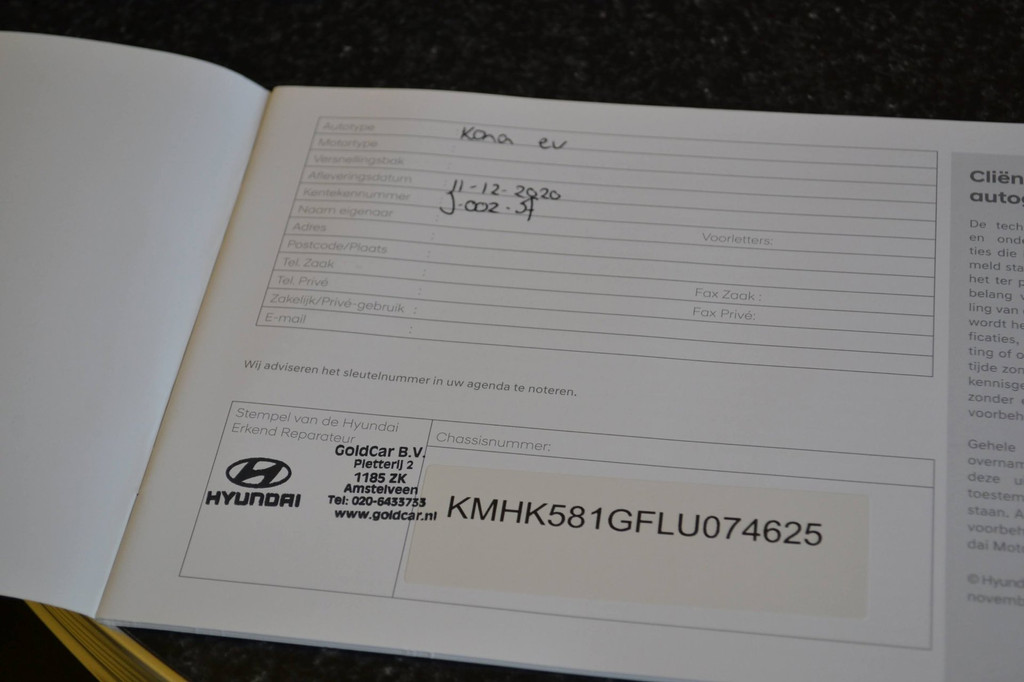 Autotype
Kona ev
Motortype :
Versnellingsbak
Afleveringsdatum
11-12-2020
Kentekennummer
J-002-
Naam eigenaar
Voorletters:
Adres :
Postcode/Plaats :
Tel. Zaak :
Fax Zaak :
Tel. Privé :
Fax Privé:
Zakelijk/Privé-gebruik :
E-mail :
Wij adviseren het sleutelnummer in uw agenda te noteren.
Stempel van de Hyundai
Erkend Reparateur
HYUNDAI
GoldCar B.V.
Pletterij 2
1185 ZK
Amstelveen
Tel: 020-6433733
www.goldcar.nl
Chassisnummer:
KMHK581GFLU074625
Cliën
autog
De tech
en onde
ties die
meld sta
het ter p
belang v
ling van
wordt he
ficaties,
ting of o
tijde zon
kennisge
zonder
voorbeh
Gehele
overnam
deze u
toestem
staan. A
voorbeh
dai Moto
© Hyund
novemb